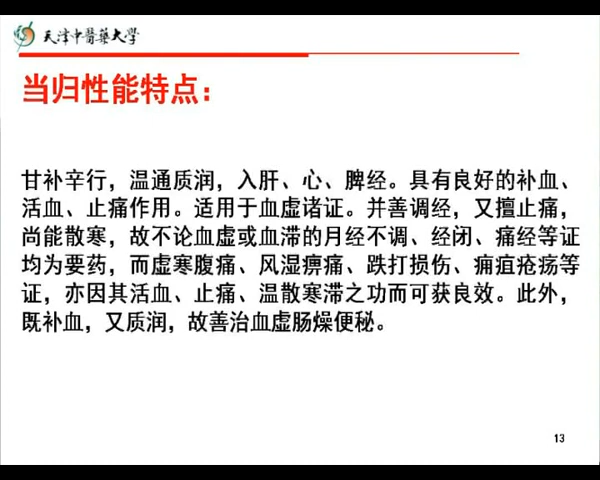 天津中醫藥大學
当归性能特点：
甘补辛行，温通质润，入肝、心、脾经。具有良好的补血、
活血、止痛作用。适用于血虚诸证。并善调经，又擅止痛，
尚能散寒，故不论血虚或血滞的月经不调、经闭、痛经等证
均为要药，而虚寒腹痛、风湿痹痛、跌打损伤、痈疽疮疡等
证，亦因其活血、止痛、温散寒滞之功而可获良效。此外，
既补血，又质润，故善治血虚肠燥便秘。
13